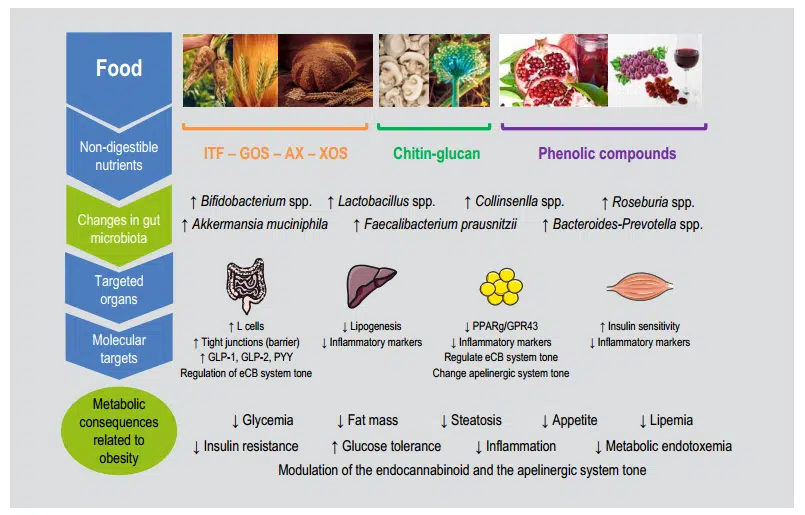 Food
Non-digestible
nutrients
ITF – GOS – AX – XOS
Chitin-glucan
Phenolic compounds
Changes in gut
microbiota
↑ Bifidobacterium spp.
↑ Lactobacillus spp.
↑ Collinsenlla spp.
↑ Roseburia spp.
↑ Akkermansia muciniphila
↑ Faecalibacterium prausnitzii
↑ Bacteroides-Prevotella spp.
Targeted
organs
Molecular
targets
↑ L cells
↑ Tight junctions (barrier)
↑ GLP-1, GLP-2, PYY
Regulation of eCB system tone
↓ Lipogenesis
↓ Inflammatory markers
↓ PPARg/GPR43
↓ Inflammatory markers
Regulate eCB system tone
Change apelinergic system tone
↑ Insulin sensitivity
↓ Inflammatory markers
Metabolic
consequences
related to
obesity
↓ Glycemia
↓ Fat mass
↓ Steatosis
↓ Appetite
↓ Lipemia
↓ Insulin resistance
↑ Glucose tolerance
↓ Inflammation
↓ Metabolic endotoxemia
Modulation of the endocannabinoid and the apelinergic system tone